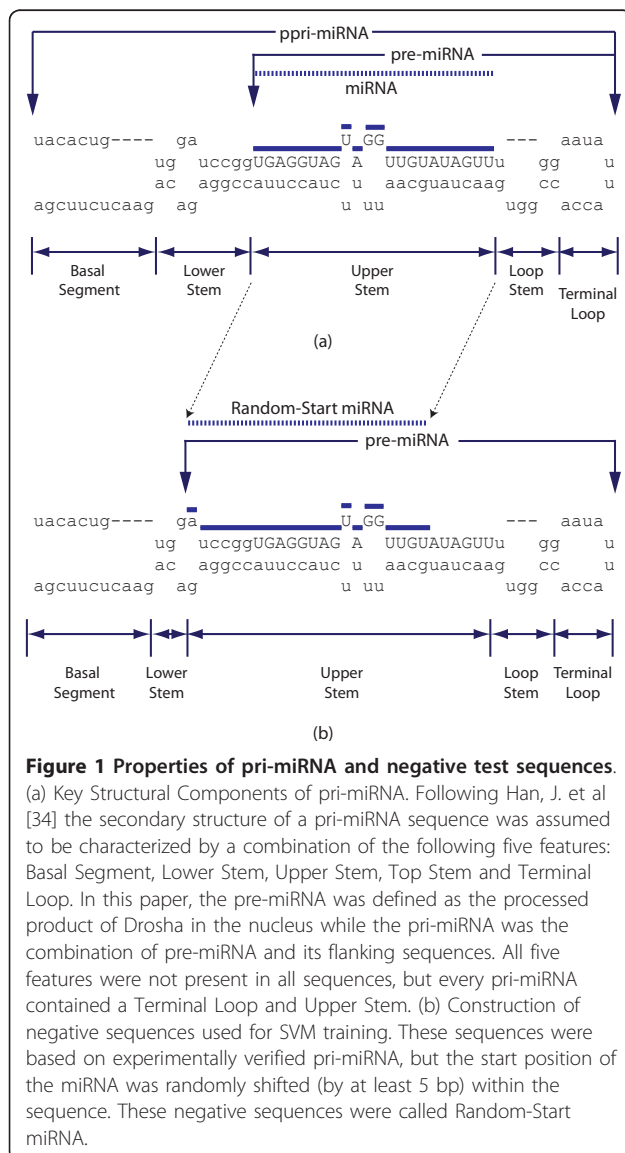 ppri-miRNA
pre-miRNA
miRNA
uacacug---- ga U GG --- aaua
ug uccggUGAGGUAG A UUGUAUAGUUu gg u
ac aggccauuccauc u aacguaucaag cc u
agcuucucaag ag u uu ugg acca
Basal Segment
Lower Stem
Upper Stem
Loop Stem
Terminal Loop
(a)
Random-Start miRNA
pre-miRNA
uacacug---- ga U GG --- aaua
ug uccggUGAGGUAG A UUGUAUAGUUu gg u
ac aggccauuccauc u aacguaucaag cc u
agcuucucaag ag u uu ugg acca
Basal Segment
Lower Stem
Upper Stem
Loop Stem
Terminal Loop
(b)
Figure 1 Properties of pri-miRNA and negative test sequences.
(a) Key Structural Components of pri-miRNA. Following Han, J. et al
[34] the secondary structure of a pri-miRNA sequence was assumed
to be characterized by a combination of the following five features:
Basal Segment, Lower Stem, Upper Stem, Top Stem and Terminal
Loop. In this paper, the pre-miRNA was defined as the processed
product of Drosha in the nucleus while the pri-miRNA was the
combination of pre-miRNA and its flanking sequences. All five
features were not present in all sequences, but every pri-miRNA
contained a Terminal Loop and Upper Stem. (b) Construction of
negative sequences used for SVM training. These sequences were
based on experimentally verified pri-miRNA, but the start position of
the miRNA was randomly shifted (by at least 5 bp) within the
sequence. These negative sequences were called Random-Start
miRNA.